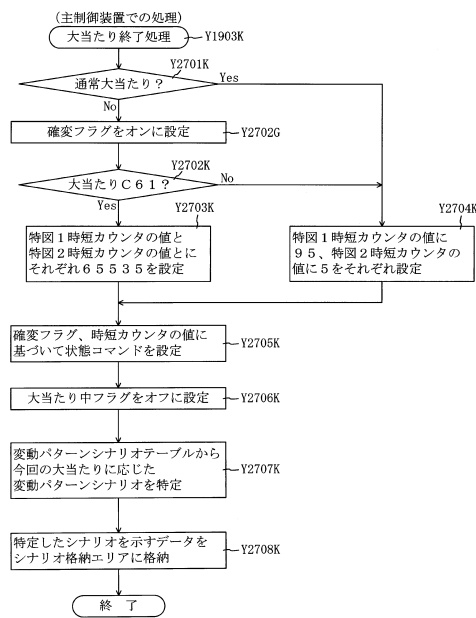 (主制御装置での処理)
大当たり終了処理
Y1903K
Y2701K
通常大当たり?
Yes
No
確変フラグをオンに設定
Y2702G
Y2702K
大当たりC61?
No
Yes
Y2703K
Y2704K
特図1時短カウンタの値と
特図2時短カウンタの値とに
それぞれ65535を設定
特図1時短カウンタの値に
95、特図2時短カウンタの
値に5をそれぞれ設定
確変フラグ、時短カウンタの値に
基づいて状態コマンドを設定
Y2705K
大当たり中フラグをオフに設定
Y2706K
変動パターンシナリオテーブルから
今回の大当たりに応じた
変動パターンシナリオを特定
Y2707K
特定したシナリオを示すデータを
シナリオ格納エリアに格納
Y2708K
終 了